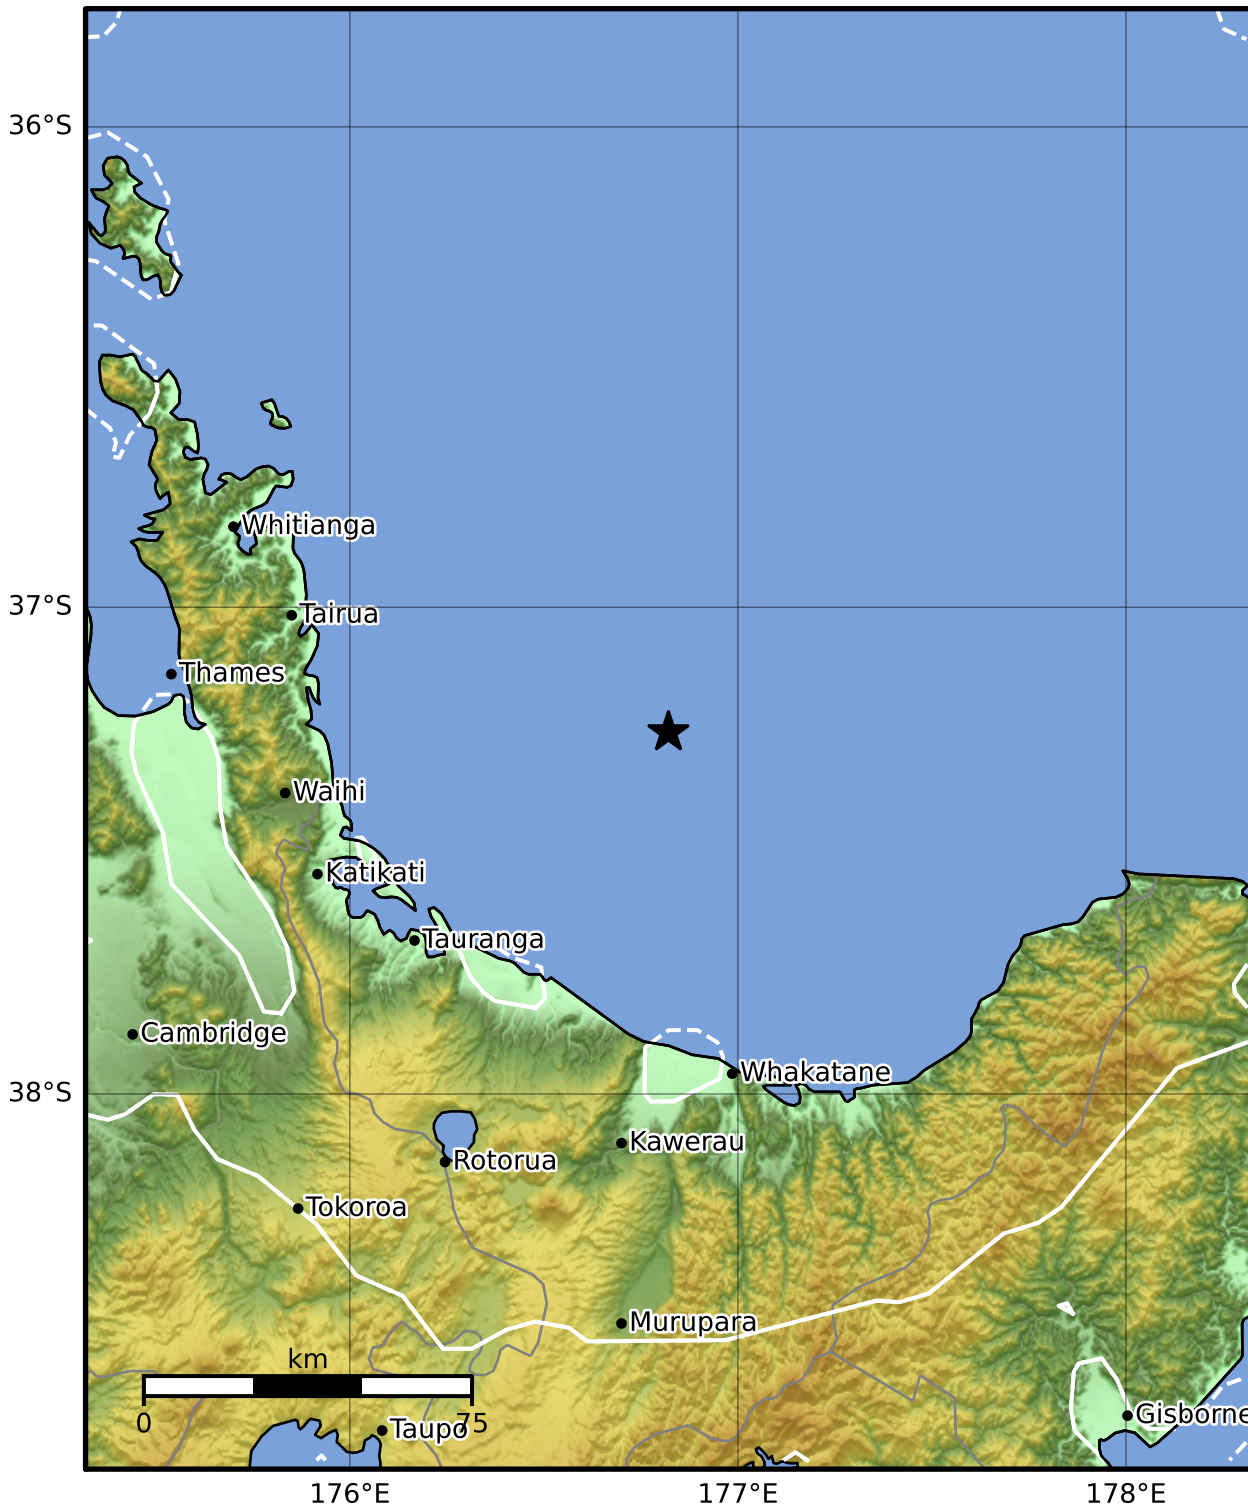 36°S
Whitianga
37°S
Tairua
Thames
Waihi
Katikati
Tauranga
Cambridge
Whakatane
38°S
Kawerau
Rotorua
Tokoroa
Murupara
km
0
75
Taupo
Gisborne
176°E
177°E
178°E